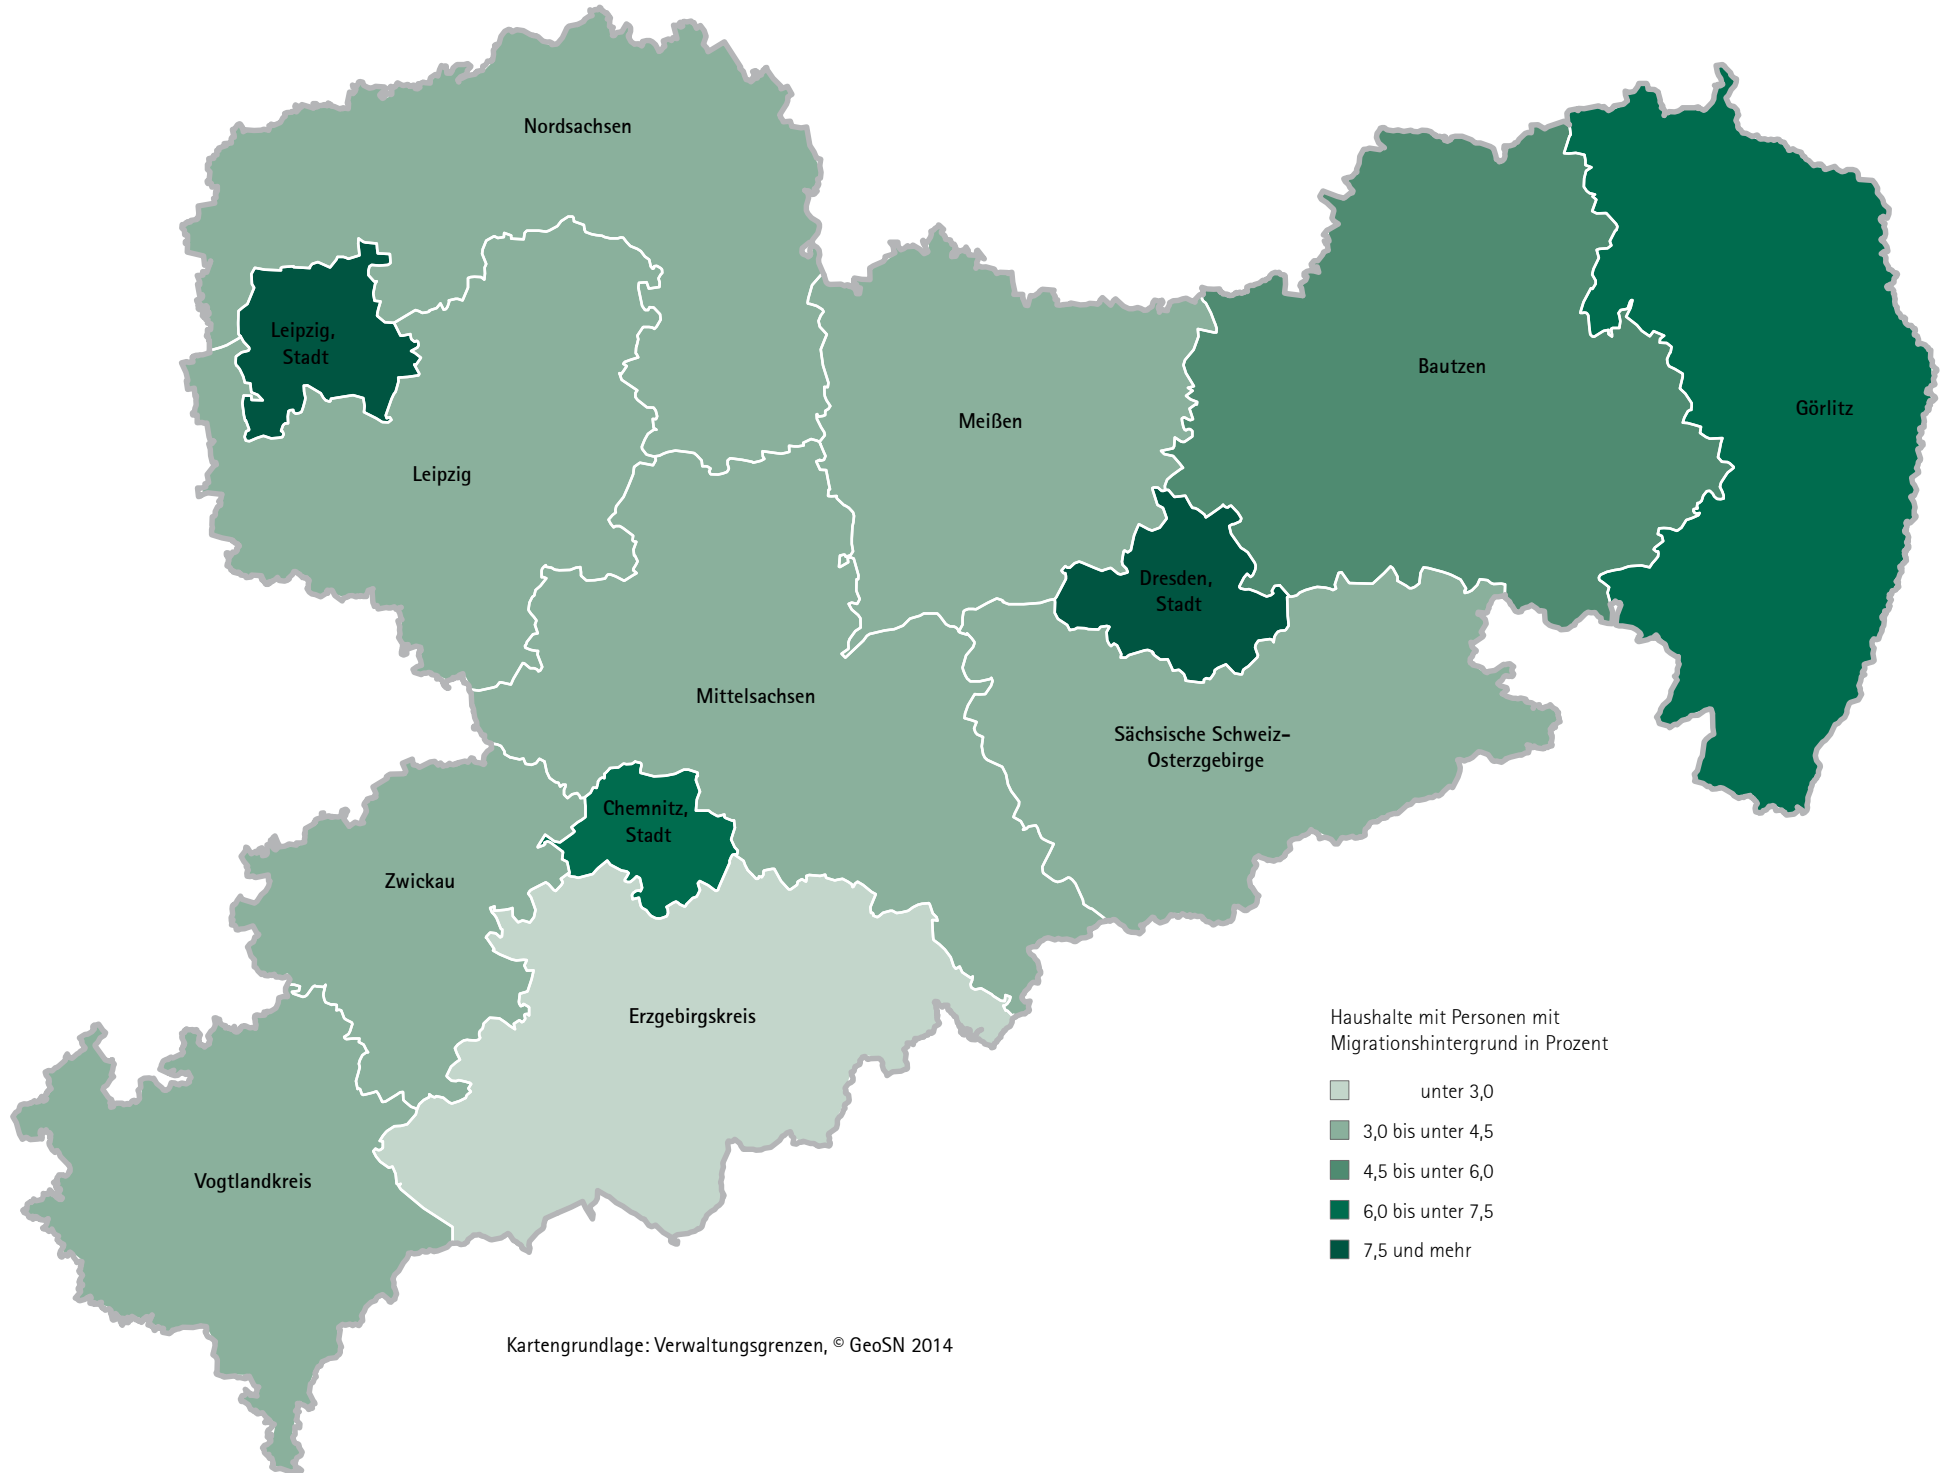 Nordsachsen
Leipzig,
Stadt
Bautzen
Görlitz
Meißen
Leipzig
Dresden,
Stadt
Mittelsachsen
Sächsische Schweiz-
Osterzgebirge
Chemnitz,
Stadt
Zwickau
Erzgebirgskreis
Vogtlandkreis
Haushalte mit Personen mit
Migrationshintergrund in Prozent
unter 3,0
3,0 bis unter 4,5
4,5 bis unter 6,0
6,0 bis unter 7,5
7,5 und mehr
Kartengrundlage: Verwaltungsgrenzen, © GeoSN 2014